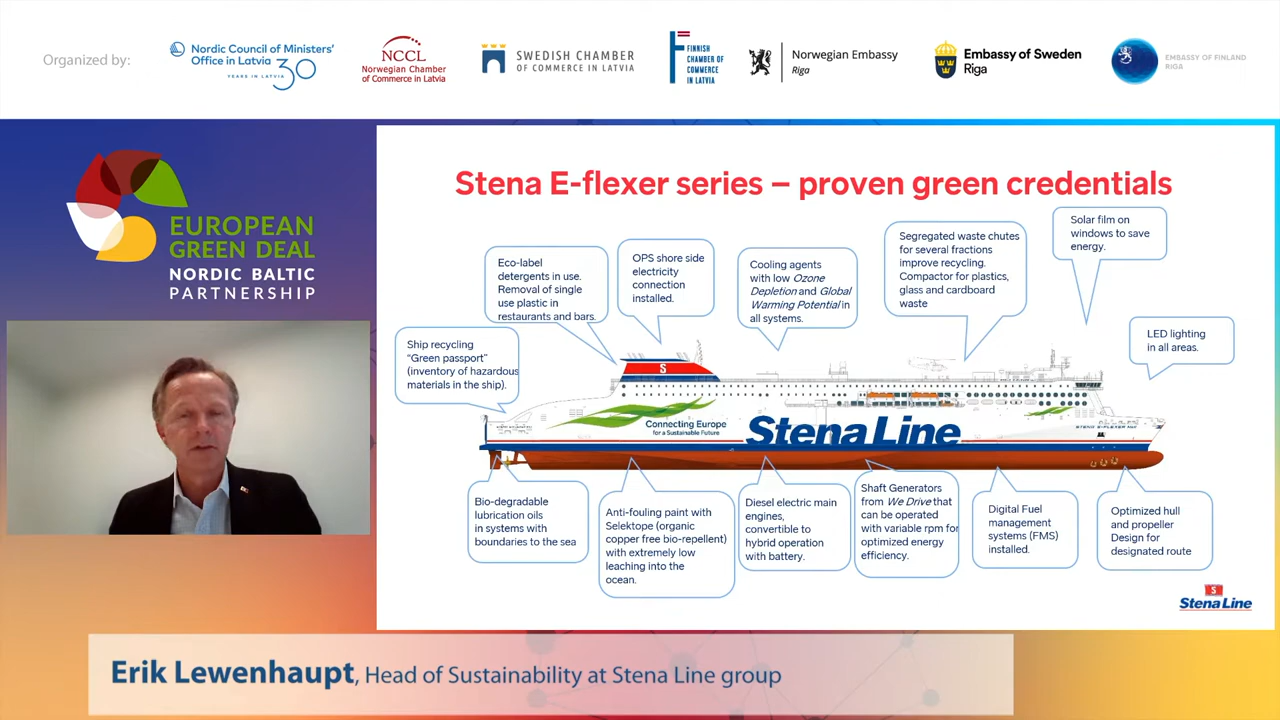 Organized by:
Nordic Council of Ministers'
Office in Latvia
YEARS IN LATVIA 30
NCCL
Norwegian Chamber
of Commerce in Latvia
SWEDISH CHAMBER
OF COMMERCE IN LATVIA
FINNISH
CHAMBER OF
COMMERCE
IN LATVIA
Norwegian Embassy
Riga
Embassy of Sweden
Riga
EMBASSY OF FINLAND
RIGA
EUROPEAN
GREEN DEAL
NORDIC BALTIC
PARTNERSHIP
Stena E-flexer series – proven green credentials
Ship recycling
“Green passport”
(inventory of hazardous
materials in the ship).
Eco-label
detergents in use.
Removal of single
use plastic in
restaurants and bars.
OPS shore side
electricity
connection
installed.
Cooling agents
with low Ozone
Depletion and Global
Warming Potential in
all systems.
Segregated waste chutes
for several fractions
improve recycling.
Compactor for plastics,
glass and cardboard
waste
Solar film on
windows to save
energy.
LED lighting
in all areas.
S
Connecting Europe
for a Sustainable Future
Stena Line
Bio-degradable
lubrication oils
in systems with
boundaries to the sea
Anti-fouling paint with
Selektope (organic
copper free bio-repellent)
with extremely low
leaching into the
ocean.
Diesel electric main
engines,
convertible to
hybrid operation
with battery.
Shaft Generators
from We Drive that
can be operated
with variable rpm for
optimized energy
efficiency.
Digital Fuel
management
systems (FMS)
installed.
Optimized hull
and propeller
Design for
designated route
S
Stena Line
Erik Lewenhaupt, Head of Sustainability at Stena Line group